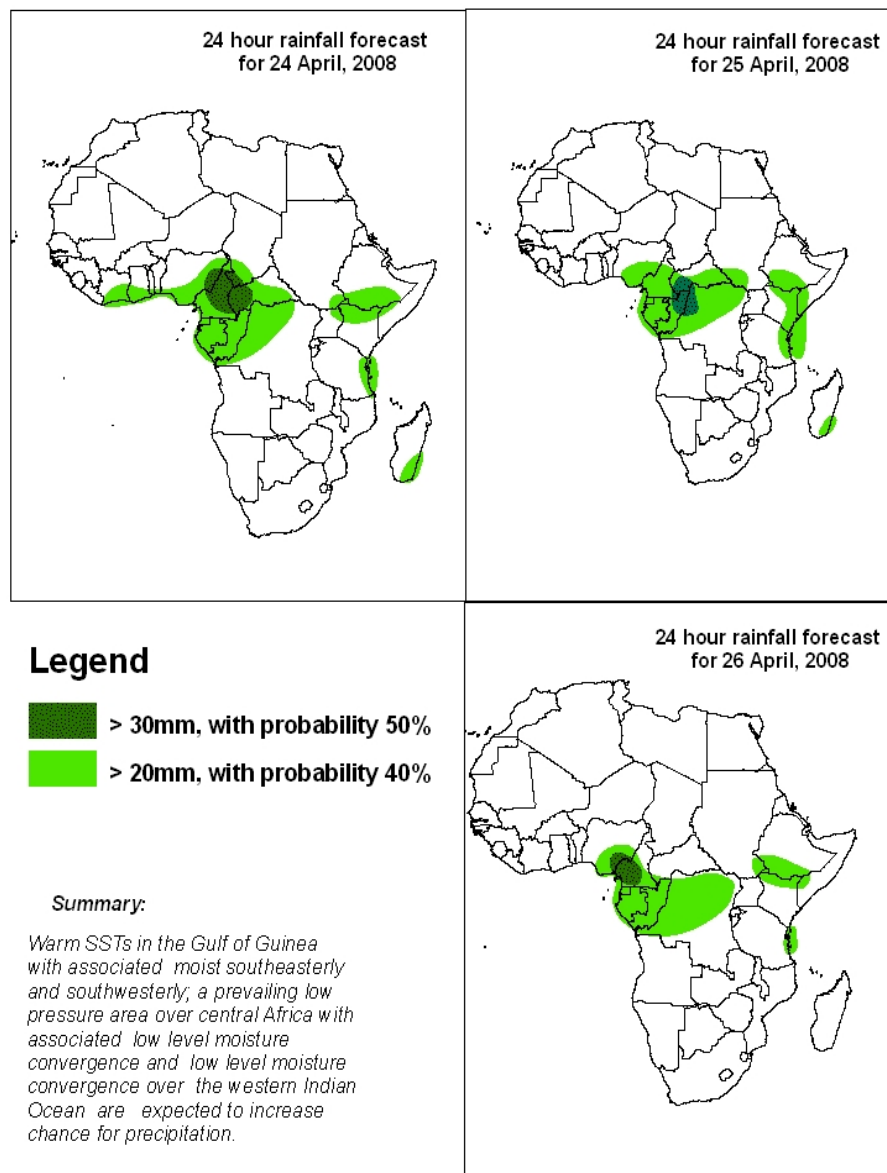 24 hour rainfall forecast
for 24 April, 2008
24 hour rainfall forecast
for 25 April, 2008
Legend
> 30mm, with probability 50%
> 20mm, with probability 40%
Summary:
Warm SSTs in the Gulf of Guinea
with associated moist southeasterly
and southwesterly; a prevailing low
pressure area over central Africa with
associated low level moisture
convergence and low level moisture
convergence over the western Indian
Ocean are expected to increase
chance for precipitation.
24 hour rainfall forecast
for 26 April, 2008